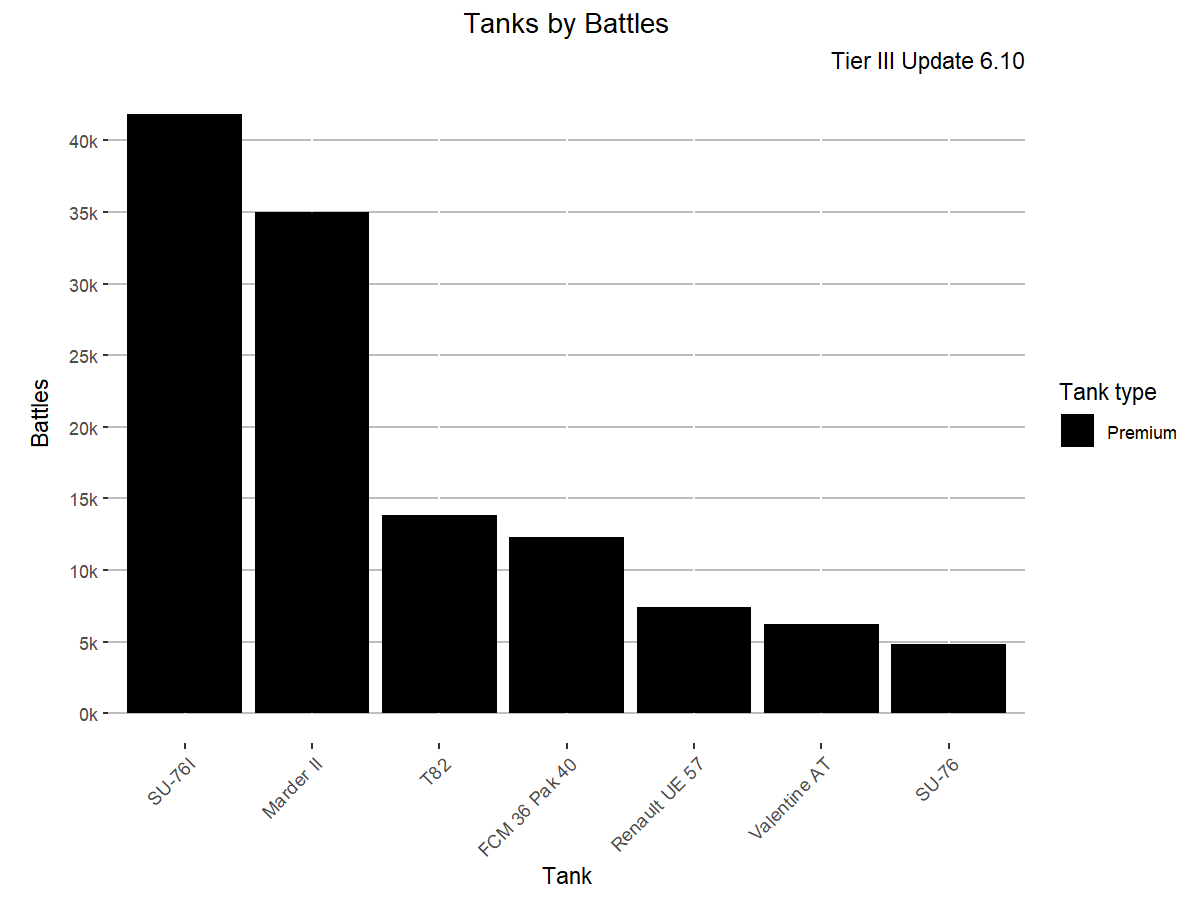 Tanks by Battles
Tier III Update 6.10
40k
35k
30k
25k
20k
15k
10k
5k
0k
Battles
SU-76I
Marder II
T82
FCM 36 Pak 40
Renault UE 57
Valentine AT
SU-76
Tank
Tank type
Premium